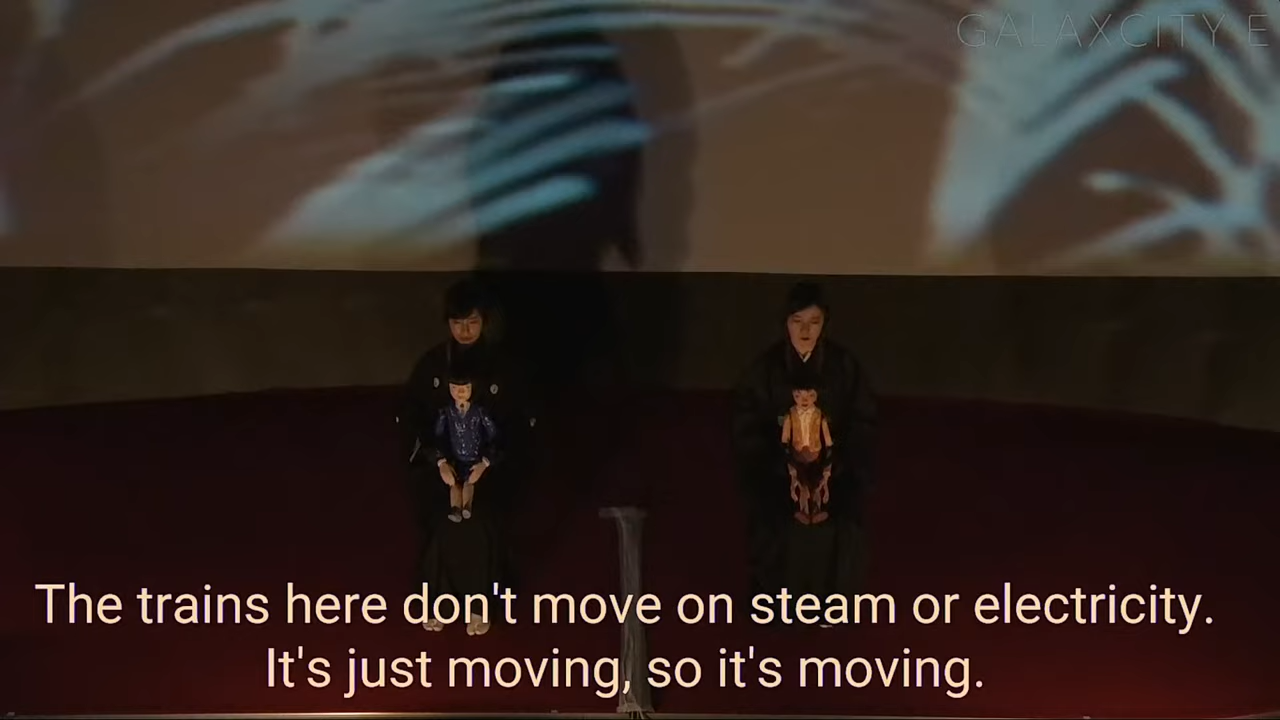 GALAXCITY E
The trains here don't move on steam or electricity.
It's just moving, so it's moving.